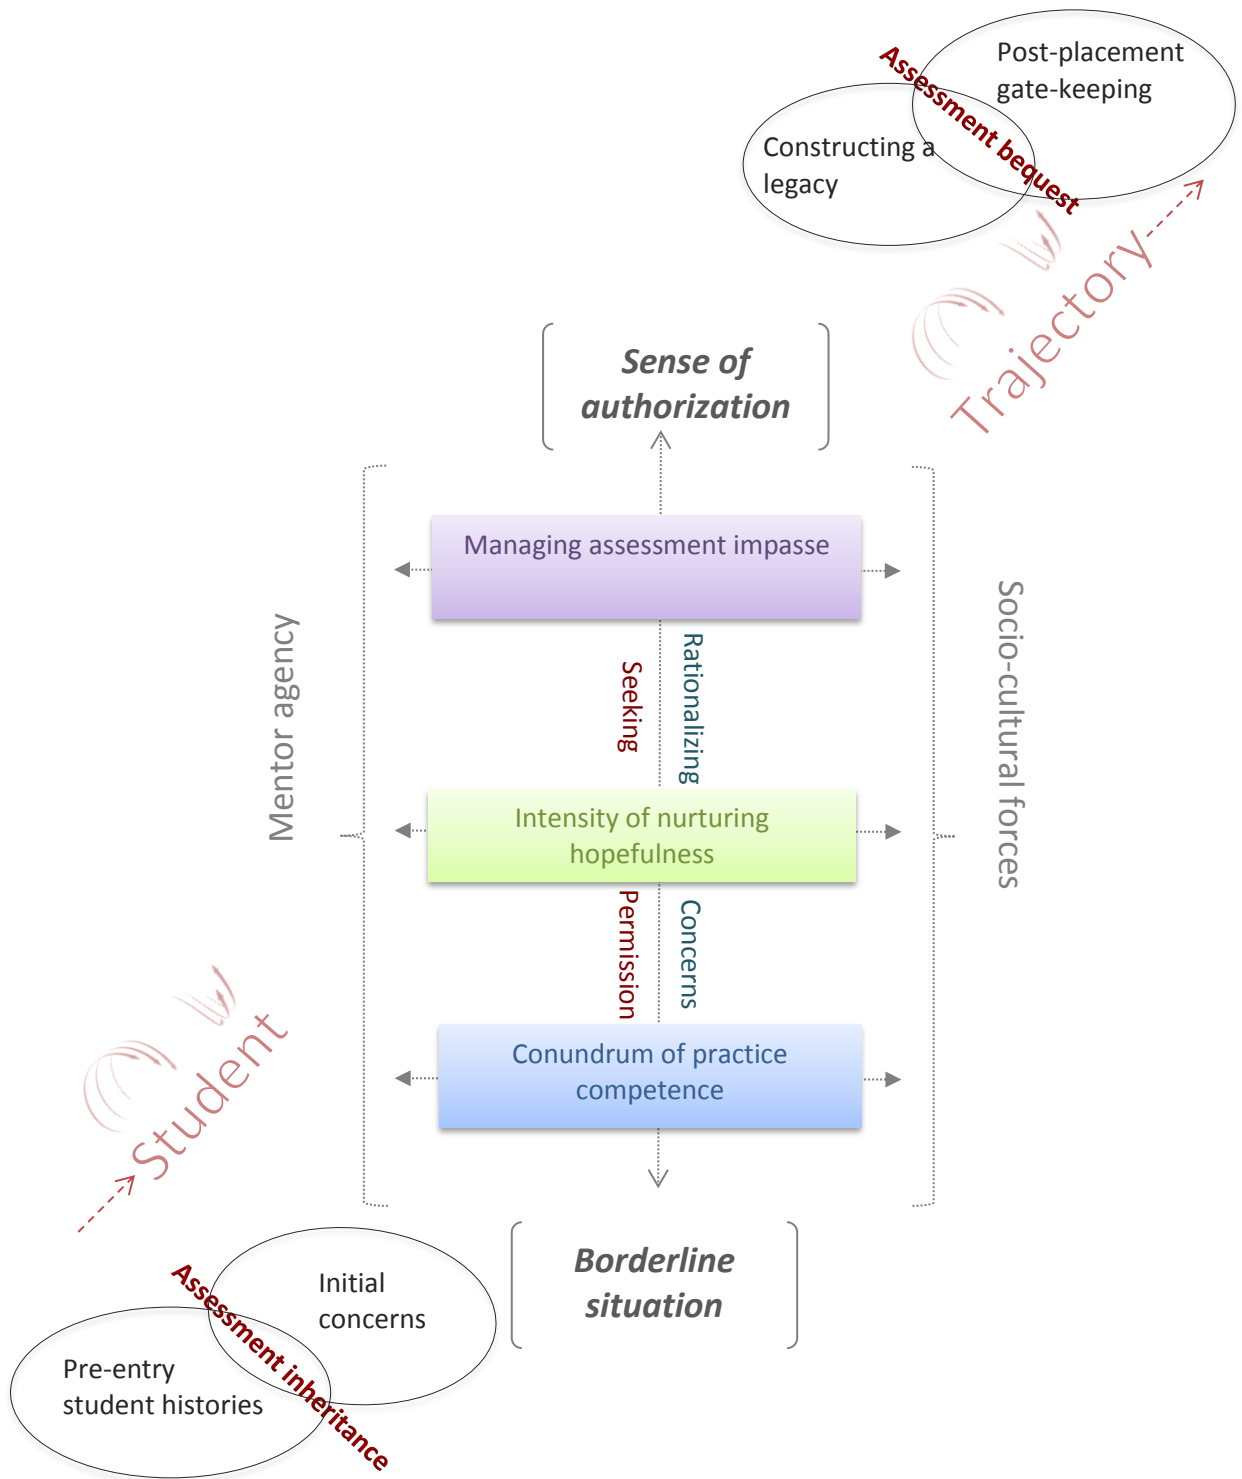 Post-placement
gate-keeping
Assessment bequest
Constructing a
legacy
Trajectory
Sense of
authorization
Managing assessment impasse
Mentor agency
Socio-cultural forces
Seeking
Rationalizing
Intensity of nurturing
hopefulness
Permission
Concerns
Conundrum of practice
competence
Student
Borderline
situation
Initial
concerns
Assessment inheritance
Pre-entry
student histories